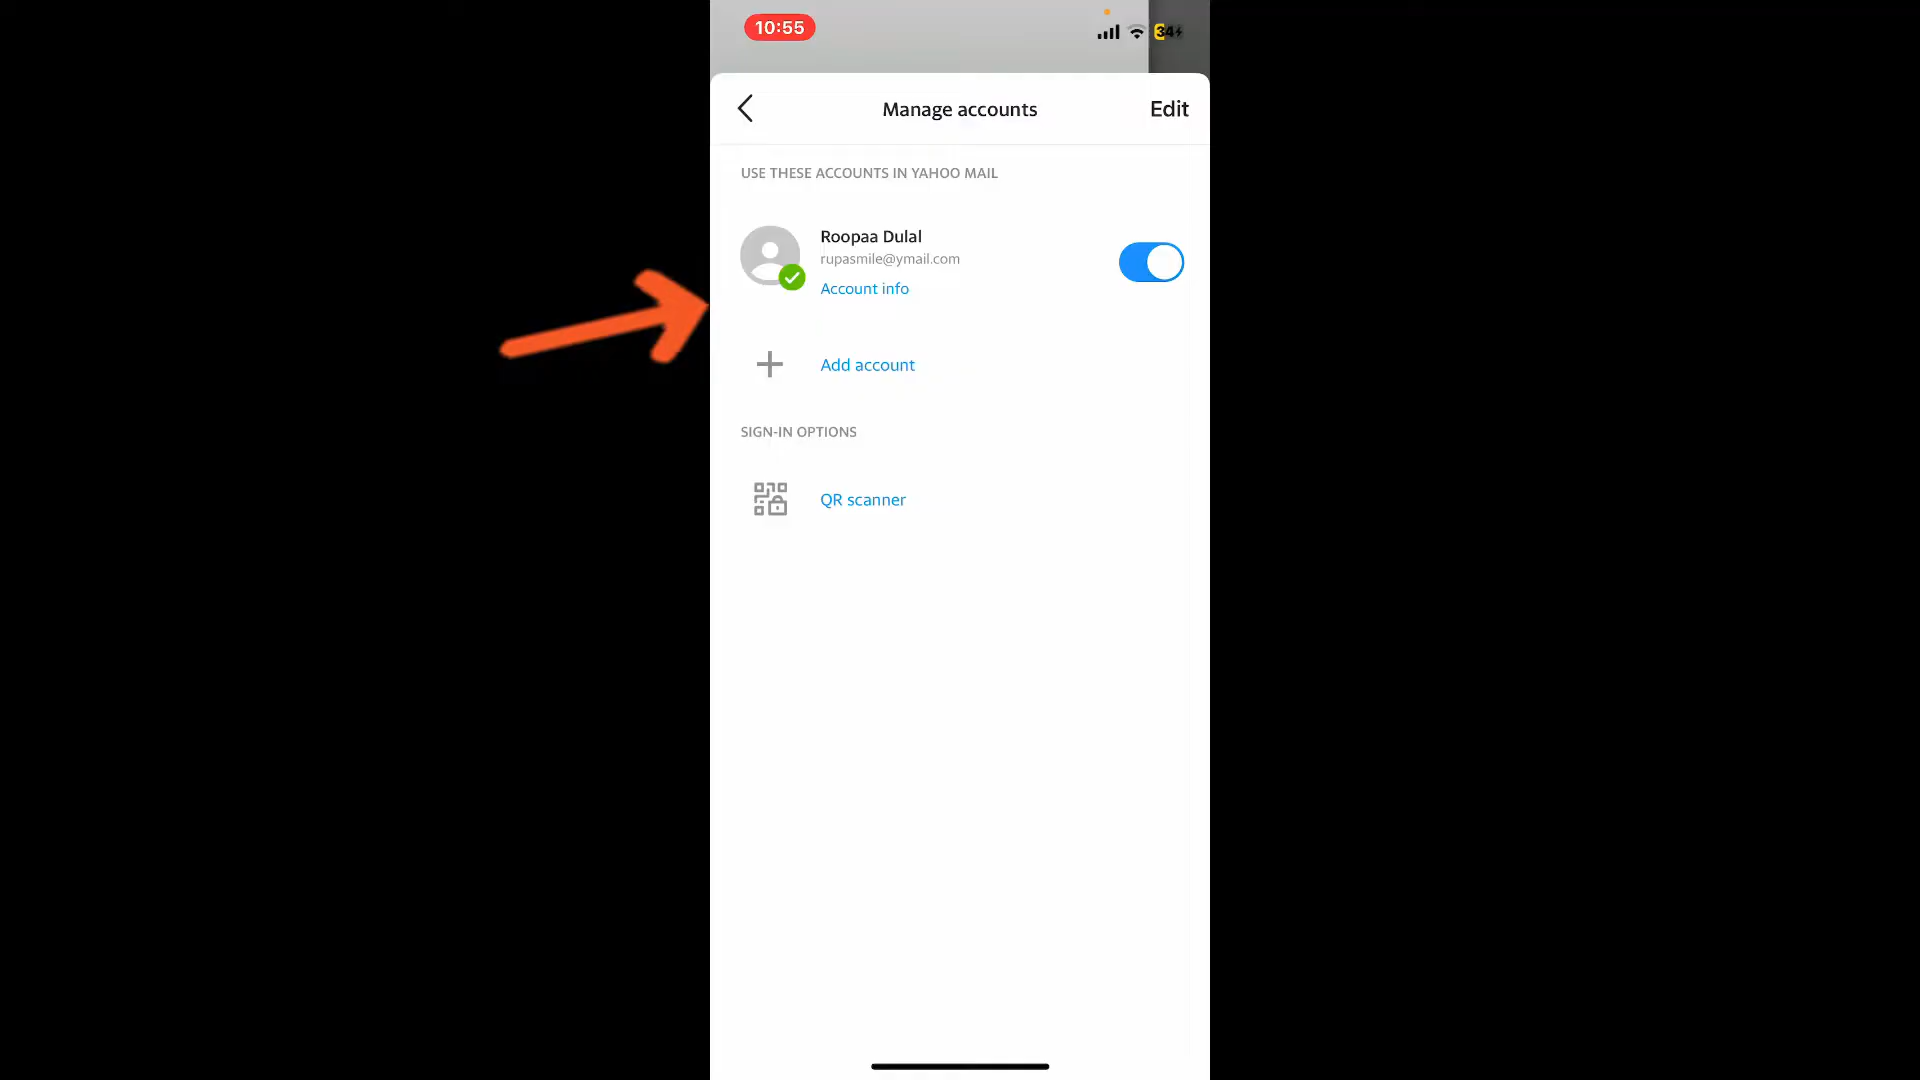 10:55
34
Manage accounts
Edit
USE THESE ACCOUNTS IN YAHOO MAIL
Roopaa Dulal
rupasmile@ymail.com
Account info
Add account
SIGN-IN OPTIONS
QR scanner